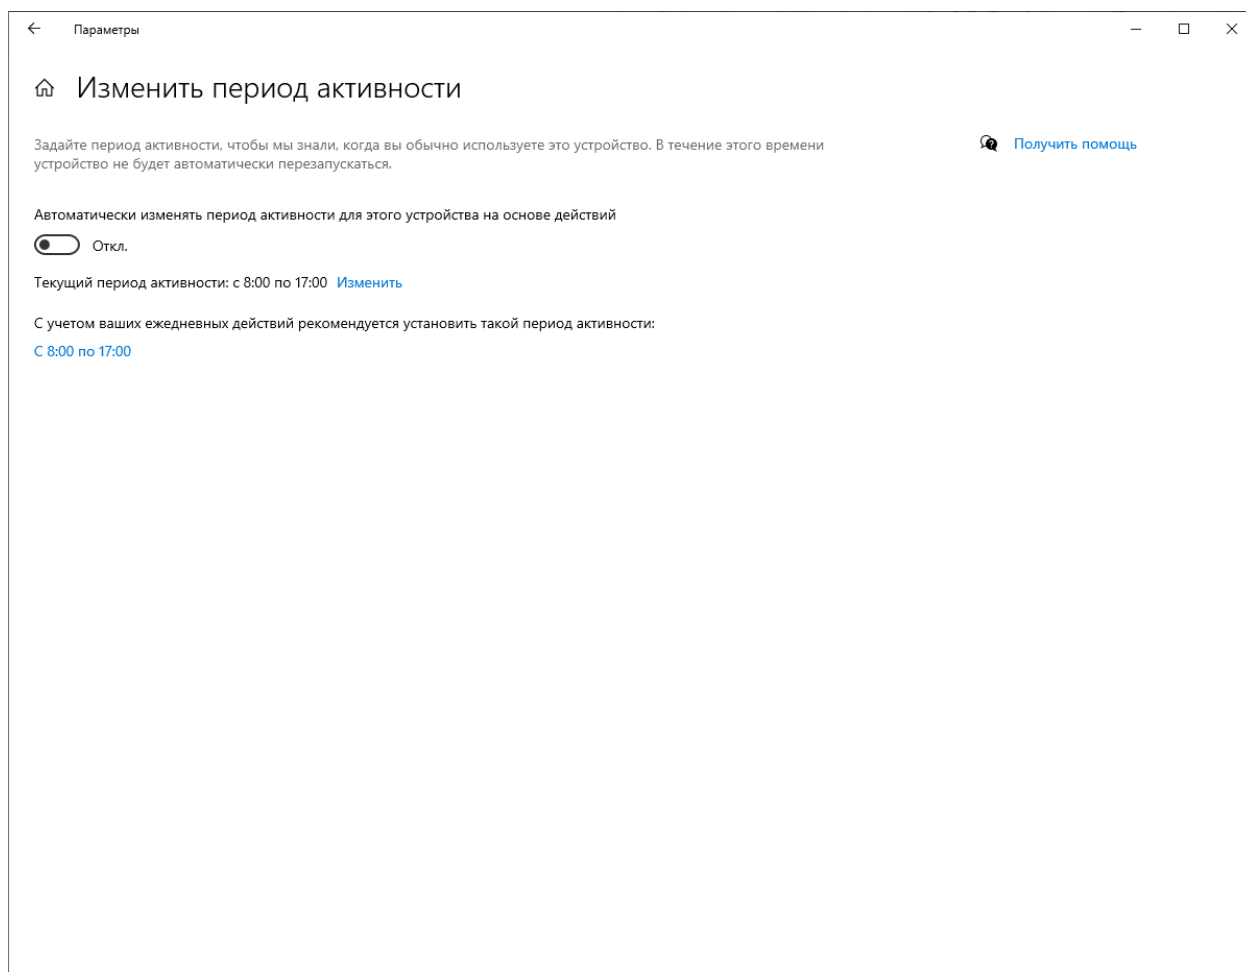 Параметры
Изменить период активности
Задайте период активности, чтобы мы знали, когда вы обычно используете это устройство. В течение этого времени
устройство не будет автоматически перезапускаться.
Получить помощь
Автоматически изменять период активности для этого устройства на основе действий
Откл.
Текущий период активности: с 8:00 по 17:00 Изменить
С учетом ваших ежедневных действий рекомендуется установить такой период активности:
С 8:00 по 17:00